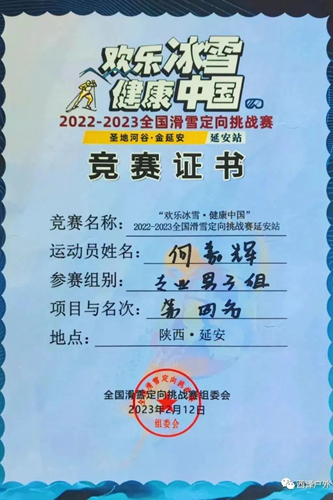 欢乐冰雪
健康中国
2022-2023全国滑雪定向挑战赛
圣地河谷·金延安 延安站
竞赛证书
竞赛名称： “欢乐冰雪·健康中国”
2022-2023全国滑雪定向挑战赛延安站
运动员姓名： 何嘉辉
参赛组别： 专业男子组
项目与名次： 第四名
地点： 陕西·延安
全国滑雪定向挑战赛组委会
2023年2月12日
组委会